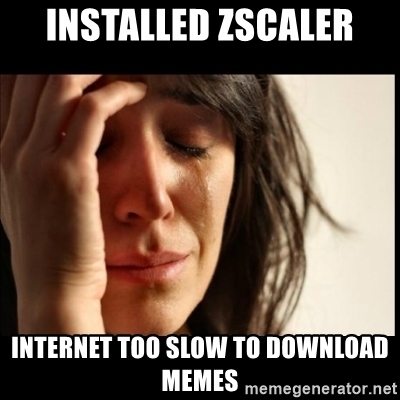 INSTALLED ZSCALER
INTERNET TOO SLOW TO DOWNLOAD
MEMES
memegenerator.net